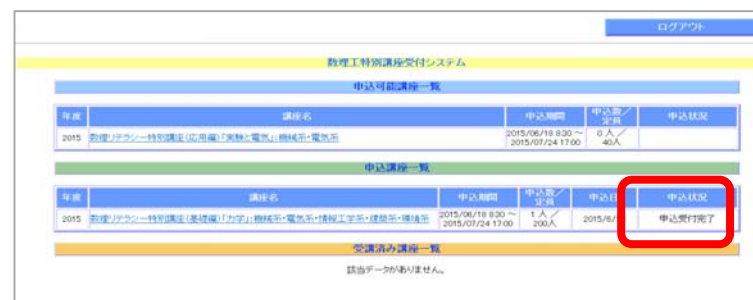 ログアウト
数理工特別講座受付システム
申込可能講座一覧
年度 講座名 申込期間 申込数／定員 申込状況
2015 数理リテラシー特別講座(応用編)「実験と電気」:機械系・電気系 2015/06/18 8:30 ～ 2015/07/24 17:00 0 人 ／ 40人
申込講座一覧
年度 講座名 申込期間 申込数／定員 申込日 申込状況
2015 数理リテラシー特別講座(基礎編)「力学」:機械系・電気系・情報工学系・建築系・環境系 2015/06/18 8:30 ～ 2015/07/24 17:00 1 人 ／ 200人 2015/6/ 申込受付完了
受講済み講座一覧
該当データがありません。